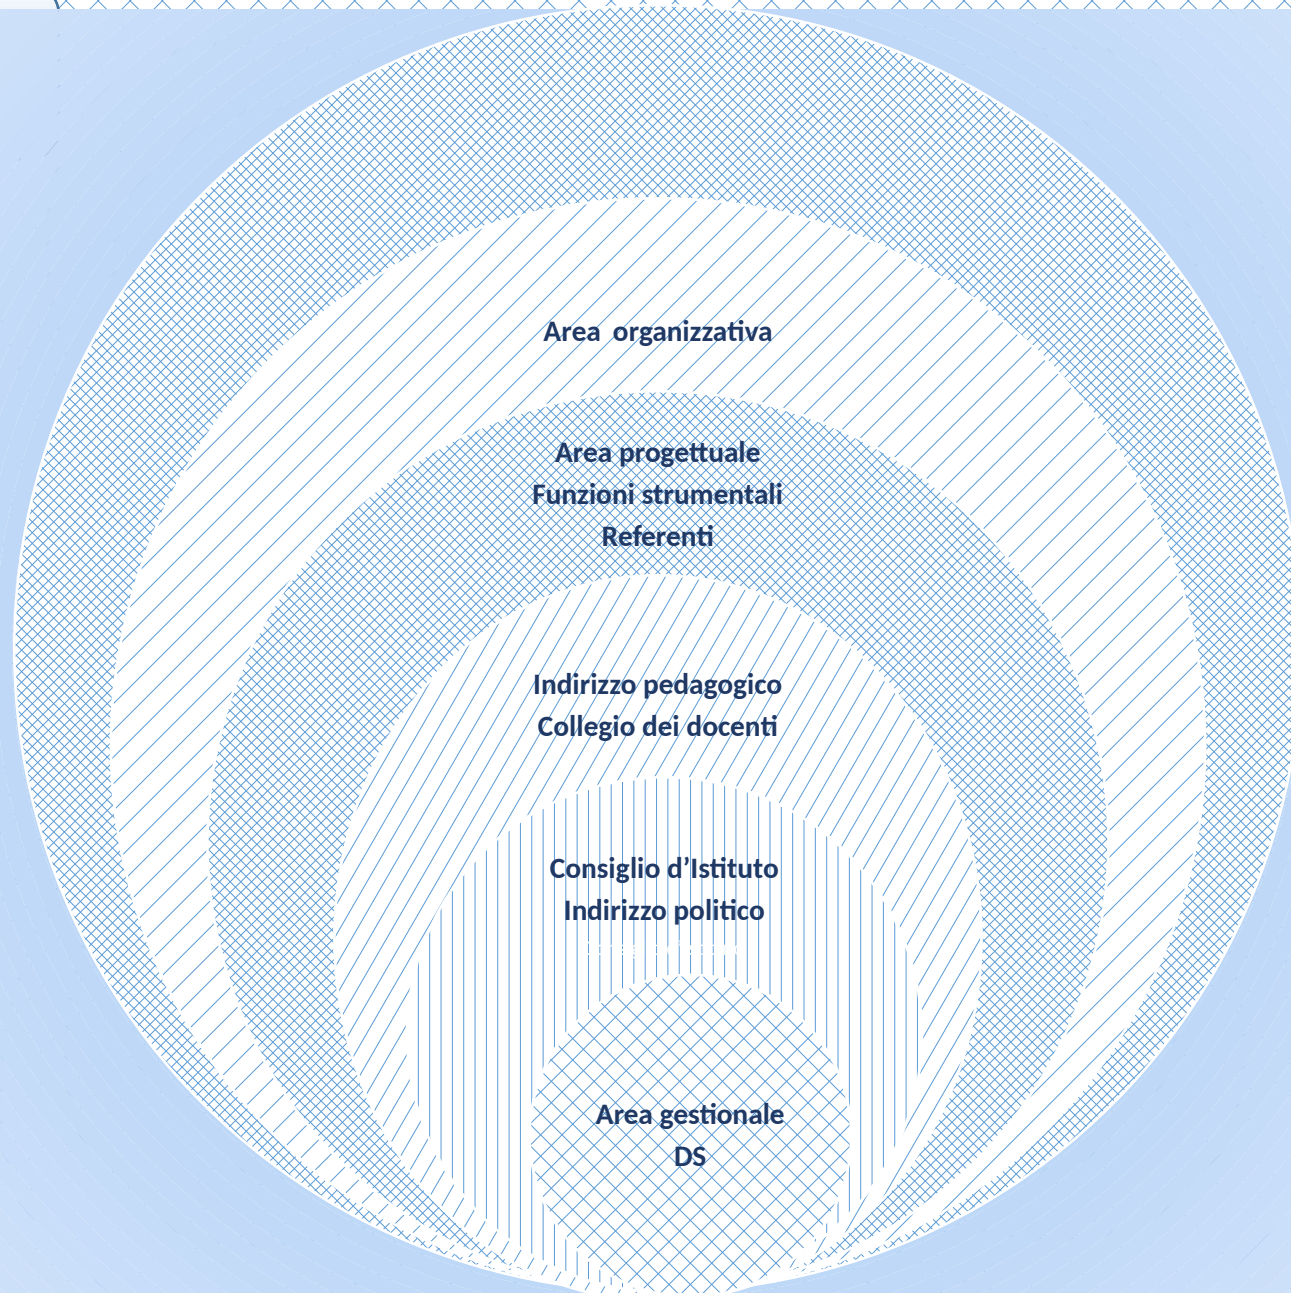 Area organizzativa
Area progettuale
Funzioni strumentali
Referenti
Indirizzo pedagogico
Collegio dei docenti
Consiglio d’Istituto
Indirizzo politico
Area gestionale
DS